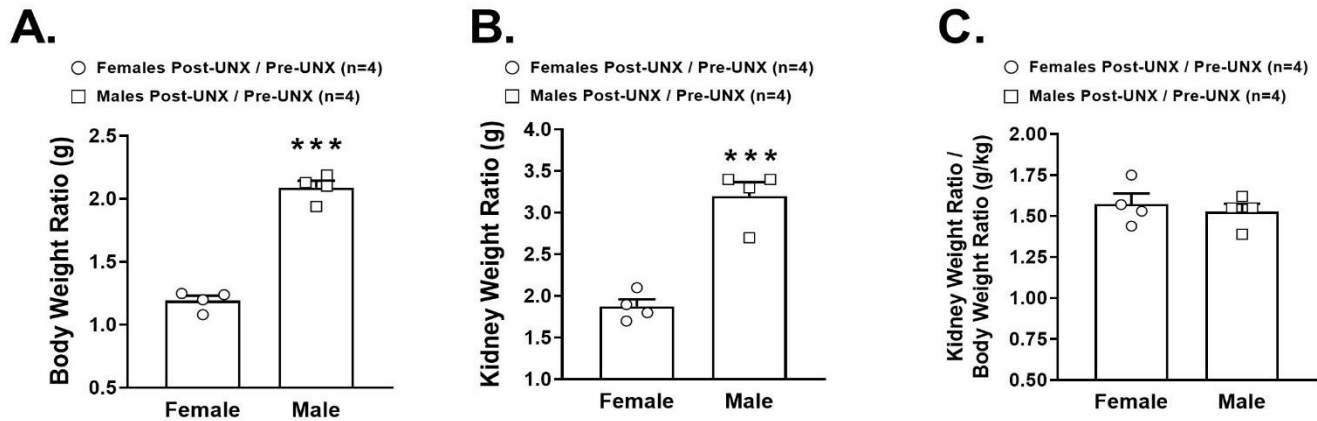 A.
Females Post-UNX / Pre-UNX (n=4)
Males Post-UNX / Pre-UNX (n=4)
Body Weight Ratio (g)
2.5
2.0
1.5
1.0
0.5
***
Female
Male
B.
Females Post-UNX / Pre-UNX (n=4)
Males Post-UNX / Pre-UNX (n=4)
Kidney Weight Ratio (g)
4.0
3.5
3.0
2.5
2.0
1.5
1.0
***
Female
Male
C.
Females Post-UNX / Pre-UNX (n=4)
Males Post-UNX / Pre-UNX (n=4)
Kidney Weight Ratio /
Body Weight Ratio (g/kg)
2.00
1.75
1.50
1.25
1.00
0.75
0.50
Female
Male